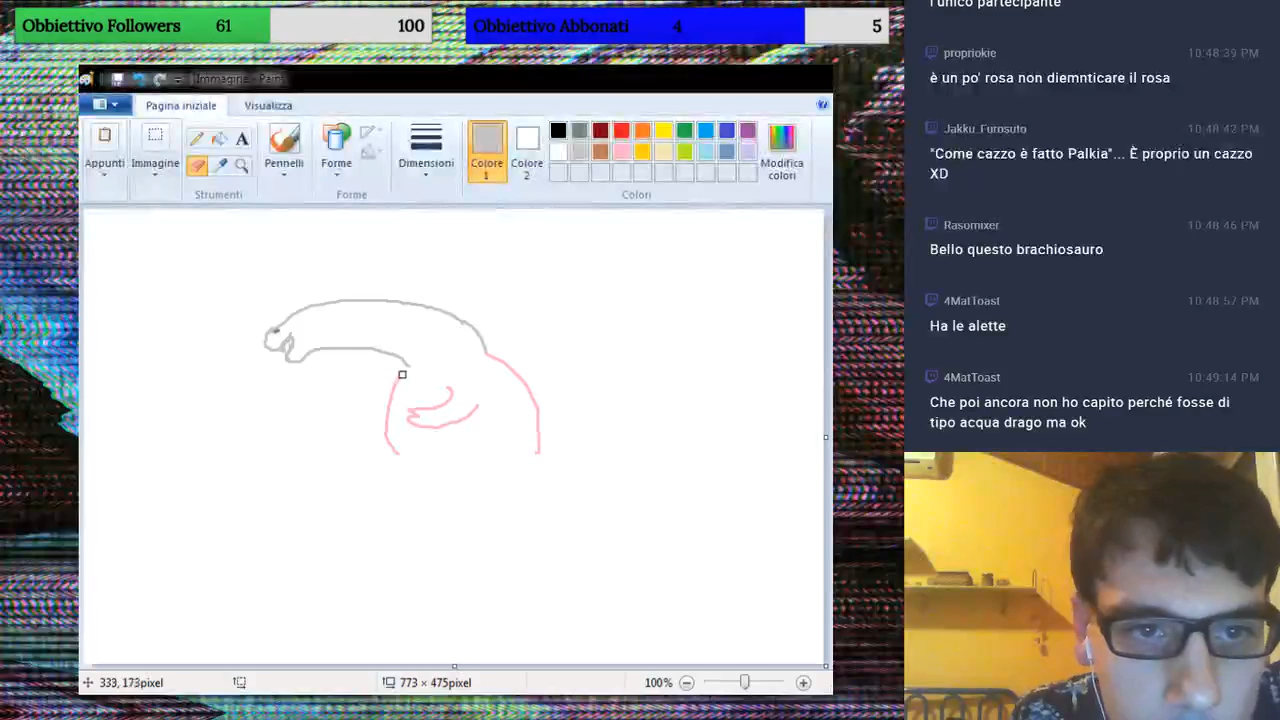 Obbiettivo Followers 61 100
Obbiettivo Abbonati 4 5
Immagine - Paint
Pagina iniziale Visualizza
Appunti Immagine Pennelli Forme Dimensioni Colore 1 Colore 2 Modifica colori
Strumenti Forme Colori
333, 173pixel 773 × 475pixel 100%
l'unico partecipante
propriokie 10:48:39 PM
è un po' rosa non diemnticare il rosa
Jakku_Furosuto 10:48:42 PM
"Come cazzo è fatto Palkia"... È proprio un cazzo
XD
Rasomixer 10:48:46 PM
Bello questo brachiosauro
4MatToast 10:48:57 PM
Ha le alette
4MatToast 10:49:14 PM
Che poi ancora non ho capito perché fosse di
tipo acqua drago ma ok